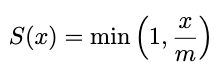 S(x) = min(1, x/m)